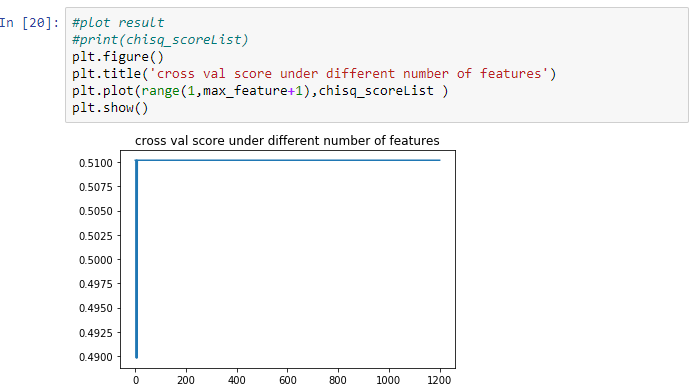 In [20]: #plot result
#print(chisq_scoreList)
plt.figure()
plt.title('cross val score under different number of features')
plt.plot(range(1,max_feature+1),chisq_scoreList )
plt.show()
cross val score under different number of features
0.5100
0.5075
0.5050
0.5025
0.5000
0.4975
0.4950
0.4925
0.4900
0 200 400 600 800 1000 1200